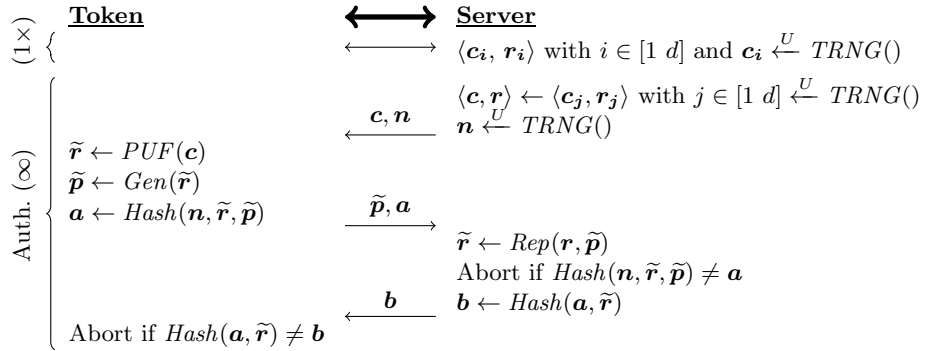 Token Server
(1×) ⟨c_i, r_i⟩ with i ∈ [1 d] and c_i ←U TRNG()
⟨c, r⟩ ← ⟨c_j, r_j⟩ with j ∈ [1 d] ←U TRNG()
c, n n ←U TRNG()
r̃ ← PUF(c)
p̃ ← Gen(r̃)
a ← Hash(n, r̃, p̃) p̃, a
Auth. (∞)
r̃ ← Rep(r, p̃)
Abort if Hash(n, r̃, p̃) ≠ a
b b ← Hash(a, r̃)
Abort if Hash(a, r̃) ≠ b